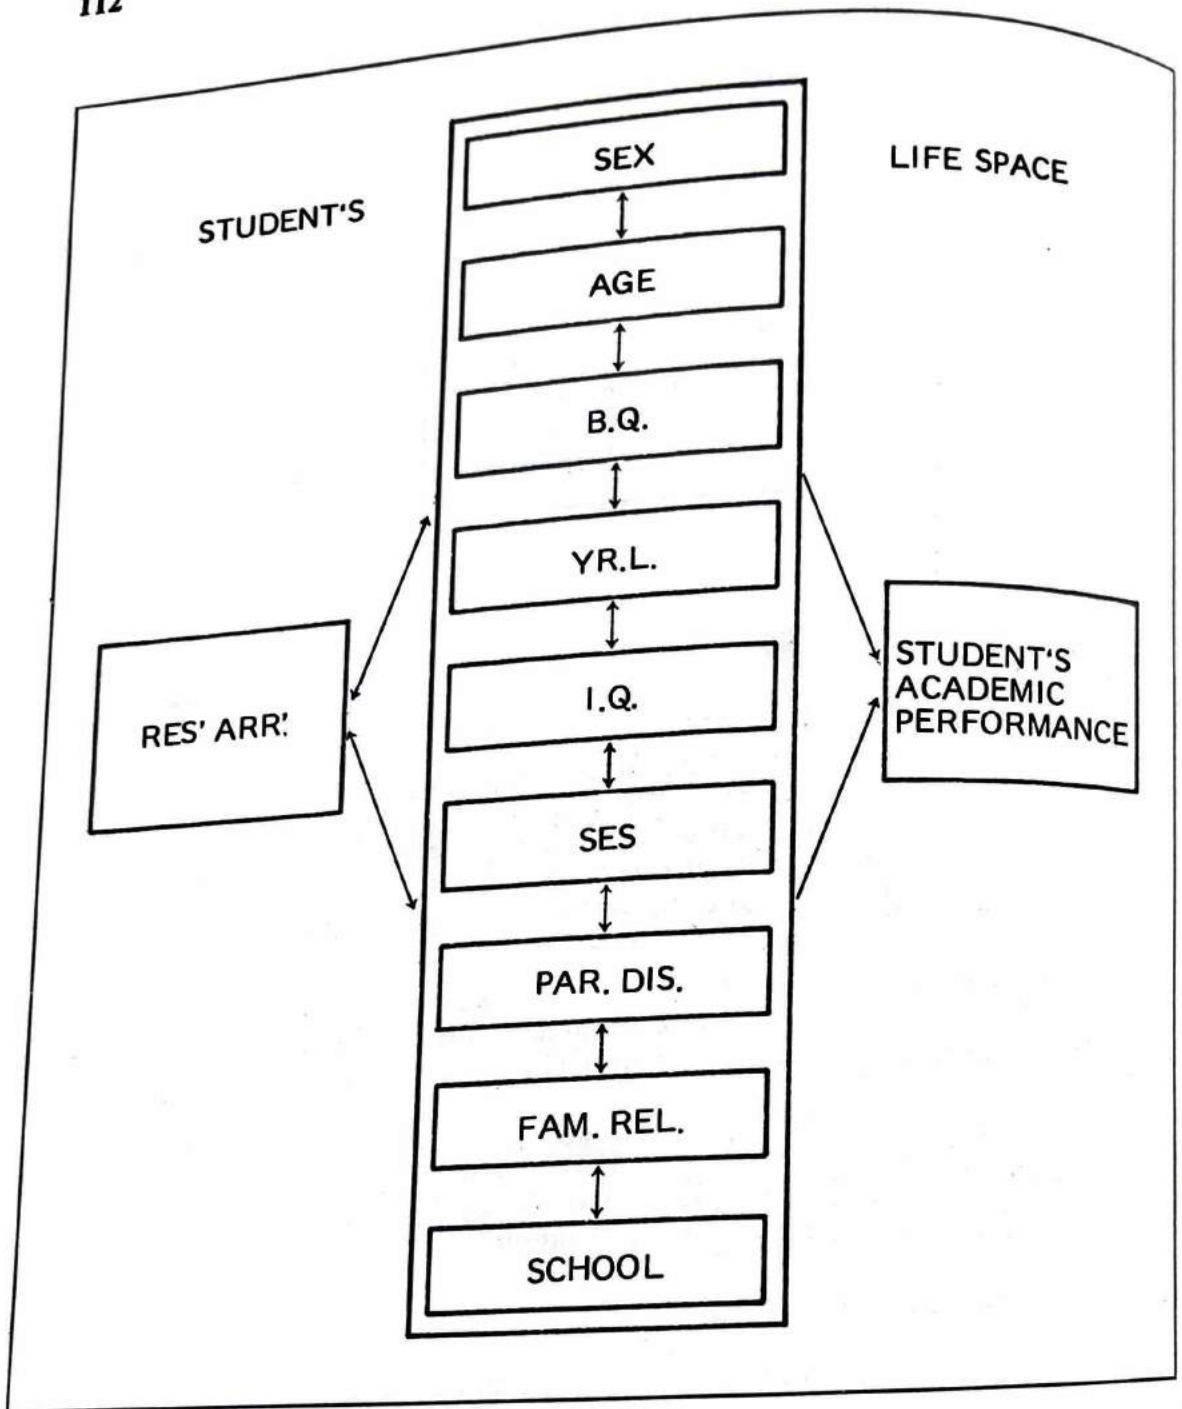 112
STUDENT'S
LIFE SPACE
SEX
AGE
B.Q.
YR.L.
I.Q.
SES
PAR. DIS.
FAM. REL.
SCHOOL
RES' ARR'.
STUDENT'S
ACADEMIC
PERFORMANCE